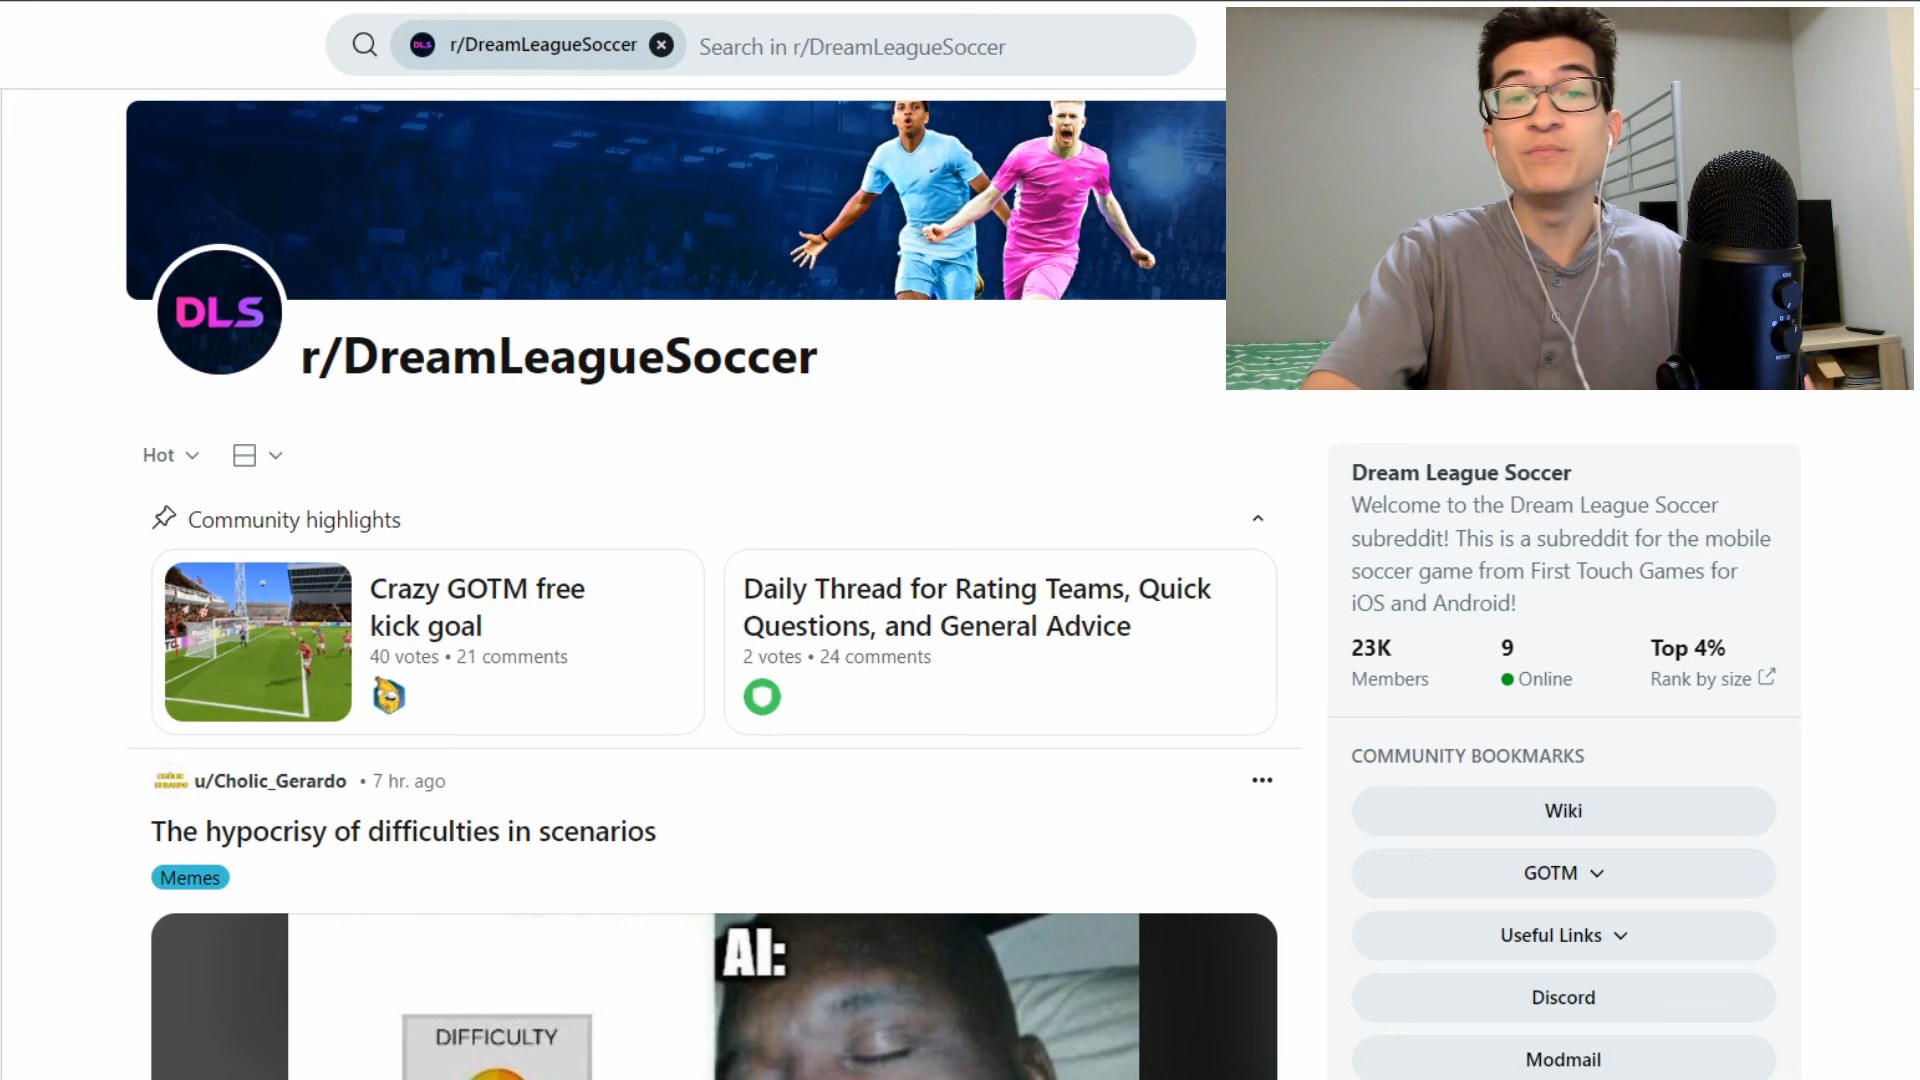 DLS r/DreamLeagueSoccer Search in r/DreamLeagueSoccer
DLS
r/DreamLeagueSoccer
Hot
Community highlights
Crazy GOTM free
kick goal
40 votes • 21 comments
Daily Thread for Rating Teams, Quick
Questions, and General Advice
2 votes • 24 comments
CHOLIC
GERARDO
u/Cholic_Gerardo • 7 hr. ago
The hypocrisy of difficulties in scenarios
Memes
DIFFICULTY
AI:
Dream League Soccer
Welcome to the Dream League Soccer
subreddit! This is a subreddit for the mobile
soccer game from First Touch Games for
iOS and Android!
23K 9 Top 4%
Members Online Rank by size
COMMUNITY BOOKMARKS
Wiki
GOTM
Useful Links
Discord
Modmail